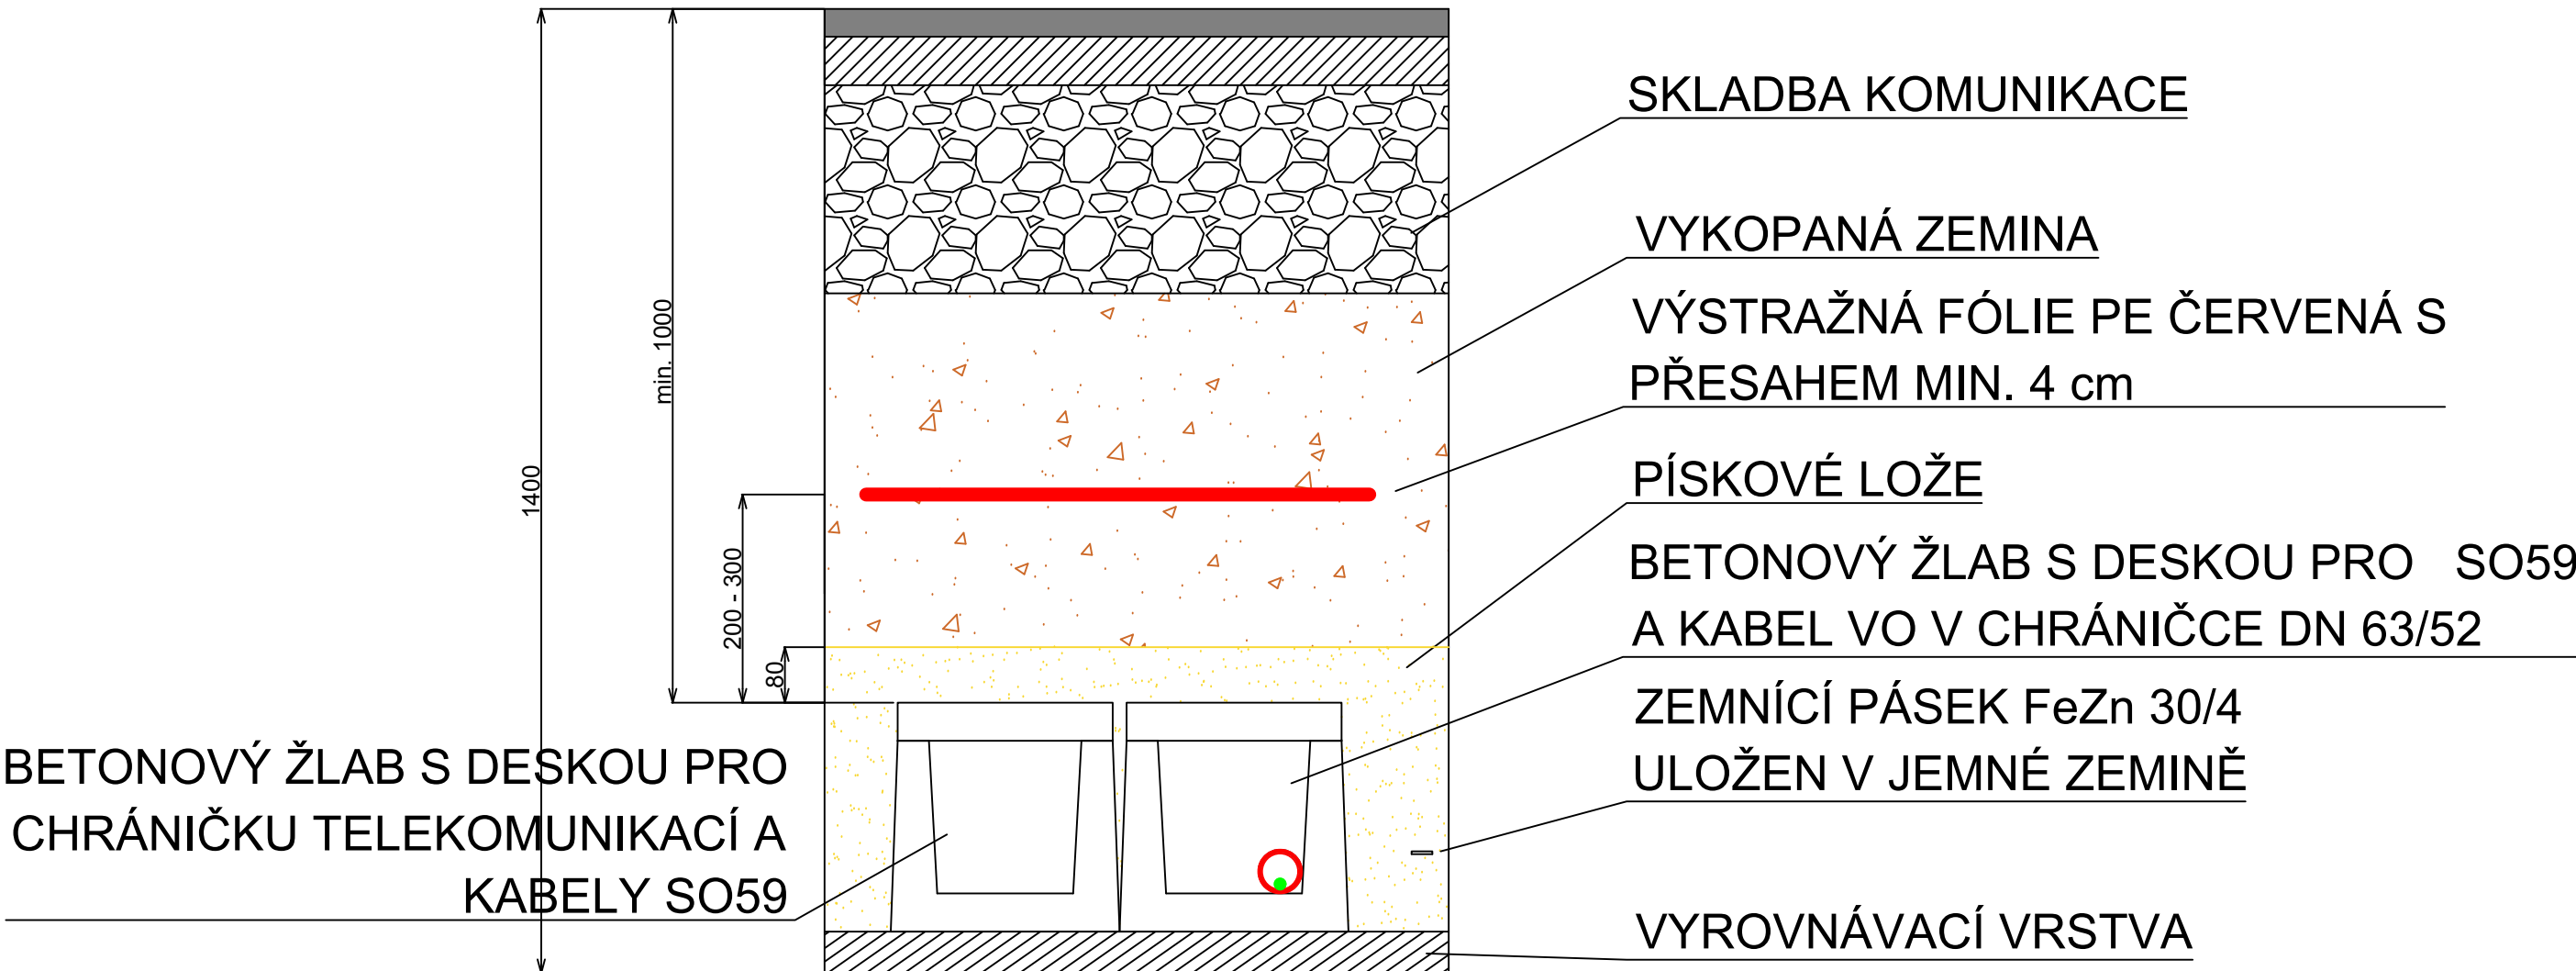 SKLADBA KOMUNIKACE
VYKOPANÁ ZEMINA
VÝSTRAŽNÁ FÓLIE PE ČERVENÁ S
PŘESAHEM MIN. 4 cm
PÍSKOVÉ LOŽE
BETONOVÝ ŽLAB S DESKOU PRO SO59
A KABEL VO V CHRÁNIČCE DN 63/52
ZEMNÍCÍ PÁSEK FeZn 30/4
ULOŽEN V JEMNÉ ZEMINĚ
VYROVNÁVACÍ VRSTVA
1400
min. 1000
200 - 300
80
BETONOVÝ ŽLAB S DESKOU PRO
CHRÁNIČKU TELEKOMUNIKACÍ A
KABELY SO59